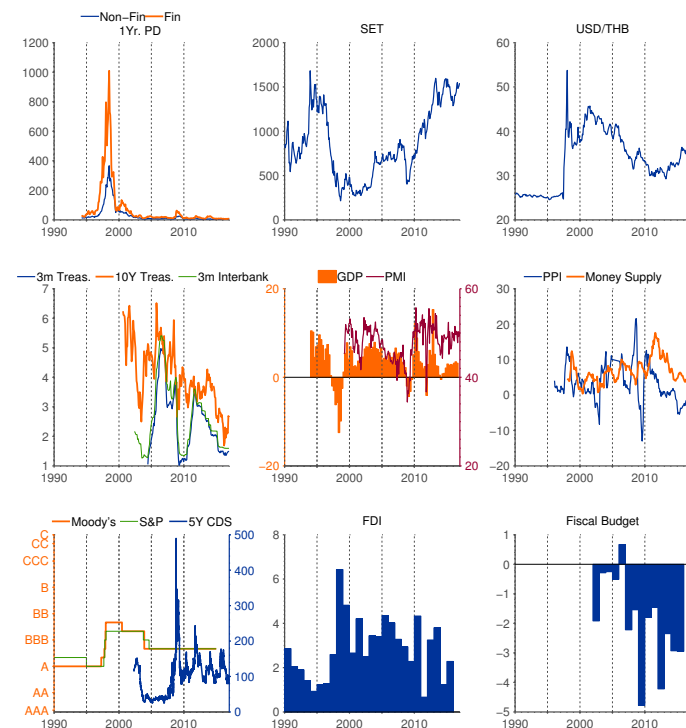 Non−Fin Fin
1Yr. PD
1200
1000
800
600
400
200
0
1990 2000 2010
SET
2000
1500
1000
500
0
1990 2000 2010
USD/THB
60
50
40
30
20
1990 2000 2010
3m Treas. 10Y Treas. 3m Interbank
7
6
5
4
3
2
1
1990 2000 2010
GDP PMI
20 60
0 40
−20 20
1990 2000 2010
PPI Money Supply
30
20
10
0
−10
−20
1990 2000 2010
Moody's S&P 5Y CDS
C 500
CC
CCC 400
B 300
BB
BBB 200
A 100
AA
AAA 0
1990 2000 2010
FDI
8
6
4
2
0
1990 2000 2010
Fiscal Budget
1
0
−1
−2
−3
−4
−5
1990 2000 2010